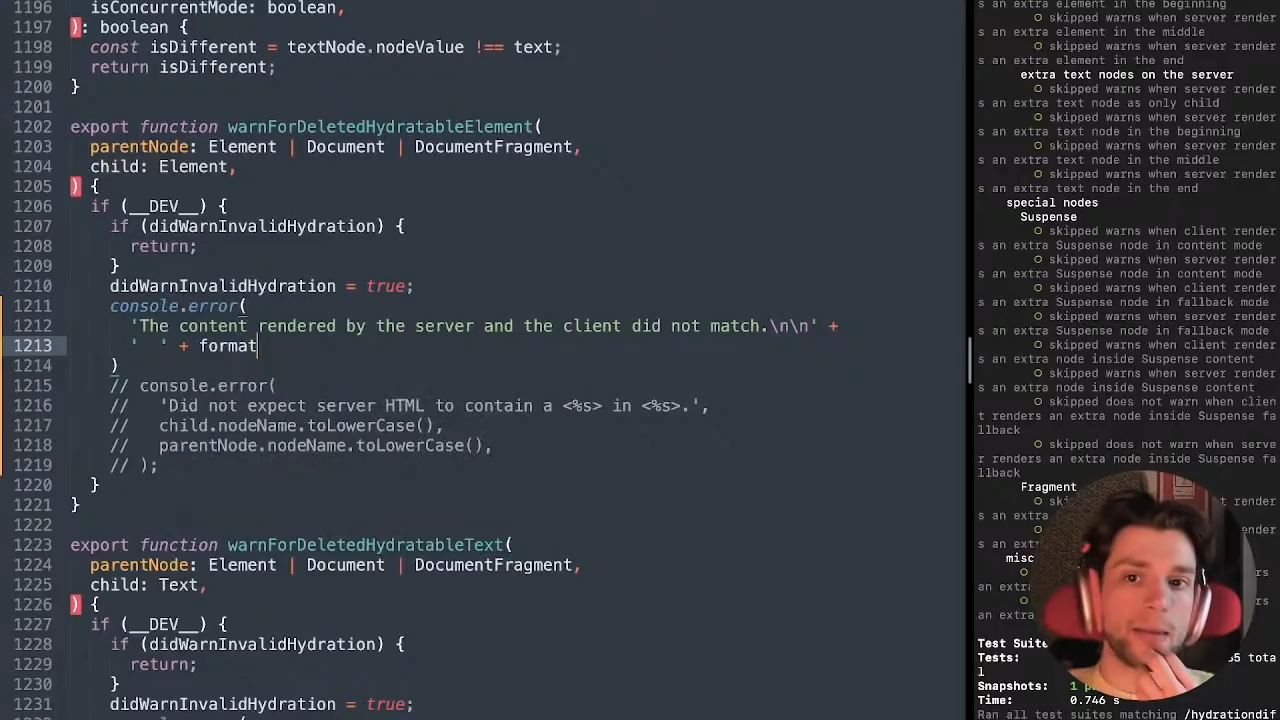 1196 isConcurrentMode: boolean,
1197 ): boolean {
1198 const isDifferent = textNode.nodeValue !== text;
1199 return isDifferent;
1200 }
1201
1202 export function warnForDeletedHydratableElement(
1203 parentNode: Element | Document | DocumentFragment,
1204 child: Element,
1205 ) {
1206 if (__DEV__) {
1207 if (didWarnInvalidHydration) {
1208 return;
1209 }
1210 didWarnInvalidHydration = true;
1211 console.error(
1212 'The content rendered by the server and the client did not match.\n\n' +
1213 '  ' + format
1214 )
1215 // console.error(
1216 //   'Did not expect server HTML to contain a <%s> in <%s>.',
1217 //   child.nodeName.toLowerCase(),
1218 //   parentNode.nodeName.toLowerCase(),
1219 // );
1220 }
1221 }
1222
1223 export function warnForDeletedHydratableText(
1224 parentNode: Element | Document | DocumentFragment,
1225 child: Text,
1226 ) {
1227 if (__DEV__) {
1228 if (didWarnInvalidHydration) {
1229 return;
1230 }
1231 didWarnInvalidHydration = true;
s an extra element in the beginning
○ skipped warns when server render
s an extra element in the middle
○ skipped warns when server render
s an extra element in the end
extra text nodes on the server
○ skipped warns when server render
s an extra text node as only child
○ skipped warns when server render
s an extra text node in the beginning
○ skipped warns when server render
s an extra text node in the middle
○ skipped warns when server render
s an extra text node in the end
special nodes
Suspense
○ skipped warns when client render
s an extra Suspense node in content mode
○ skipped warns when server render
s an extra Suspense node in content mode
○ skipped warns when client render
s an extra Suspense node in fallback mode
○ skipped warns when server render
s an extra Suspense node in fallback mode
○ skipped warns when client render
s an extra node inside Suspense content
○ skipped warns when server render
s an extra node inside Suspense content
○ skipped does not warn when clien
t renders an extra node inside Suspense fa
llback
○ skipped does not warn when serve
r renders an extra node inside Suspense fa
llback
Fragment
render
s an extra
s an extra
misc
s an extra
s an extra
Test Suite
Tests: tota
l
Snapshots: 1
Time: 0.746 s
Ran all test suites matching /hydrationdif